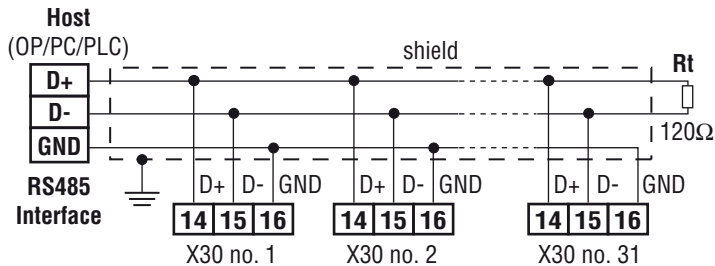 Host
(OP/PC/PLC)
shield
Rt
D+
D-
120Ω
GND
RS485
Interface
D+ D- GND
D+ D- GND
D+ D- GND
14 15 16
14 15 16
14 15 16
X30 no. 1
X30 no. 2
X30 no. 31